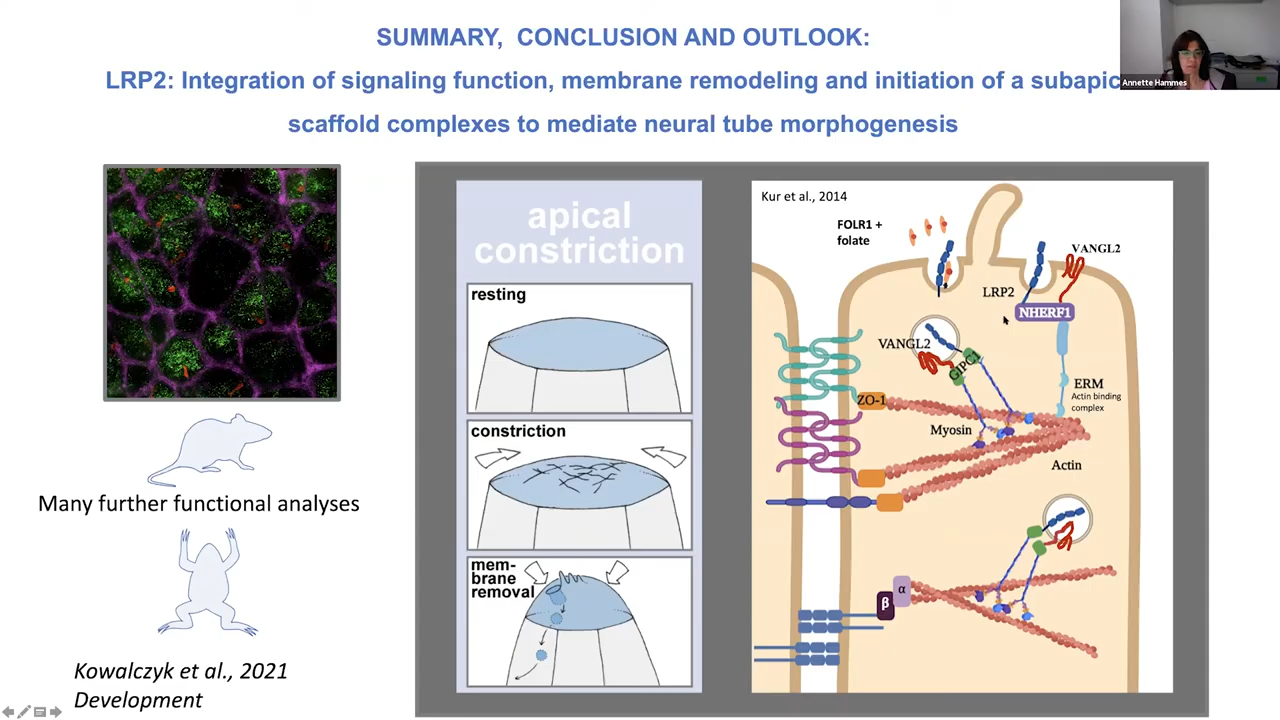 SUMMARY, CONCLUSION AND OUTLOOK:
LRP2: Integration of signaling function, membrane remodeling and initiation of a subapic
scaffold complexes to mediate neural tube morphogenesis
Annette Hammes
apical
constriction
resting
constriction
mem-
brane
removal
Kur et al., 2014
FOLR1 +
folate
VANGL2
LRP2
NHERF1
VANGL2
GIPC1
ZO-1
ERM
Actin binding
complex
Myosin
Actin
α
β
Many further functional analyses
Kowalczyk et al., 2021
Development